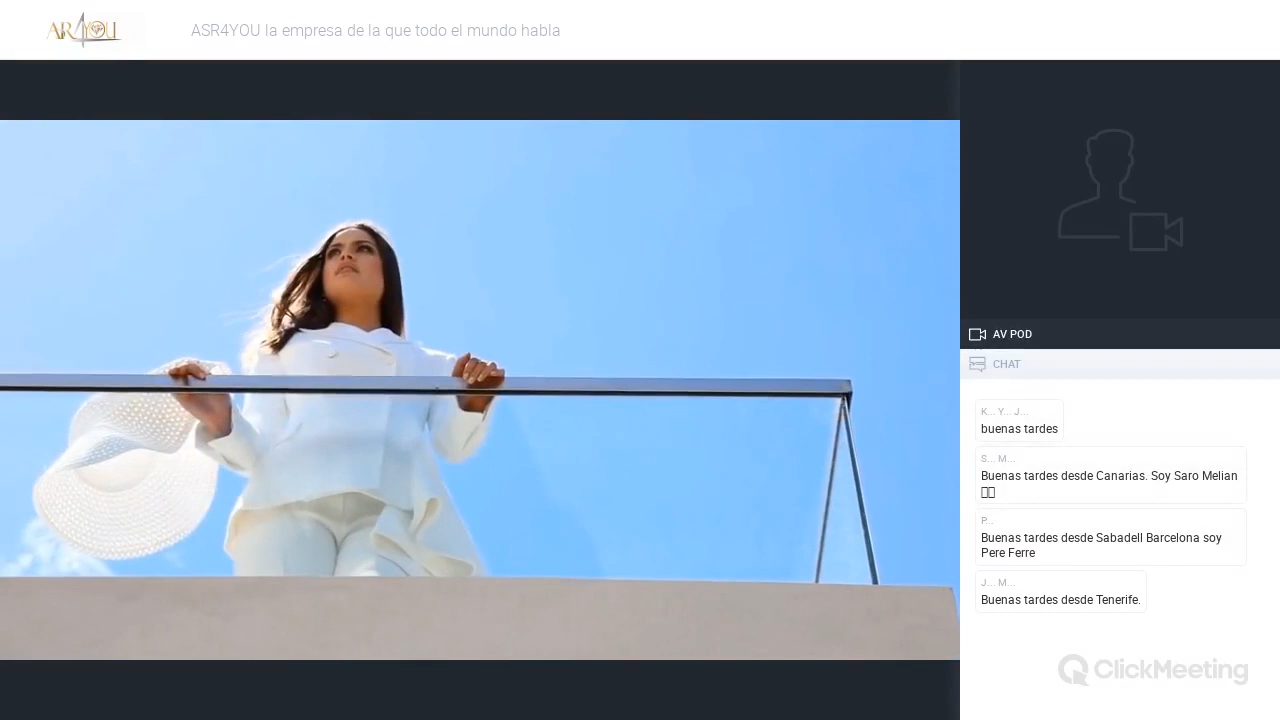 AR4YOU
ASR4YOU la empresa de la que todo el mundo habla
AV POD
CHAT
K... Y... J...
buenas tardes
S... M...
Buenas tardes desde Canarias. Soy Saro Melian
P...
Buenas tardes desde Sabadell Barcelona soy
Pere Ferre
J... M...
Buenas tardes desde Tenerife.
ClickMeeting